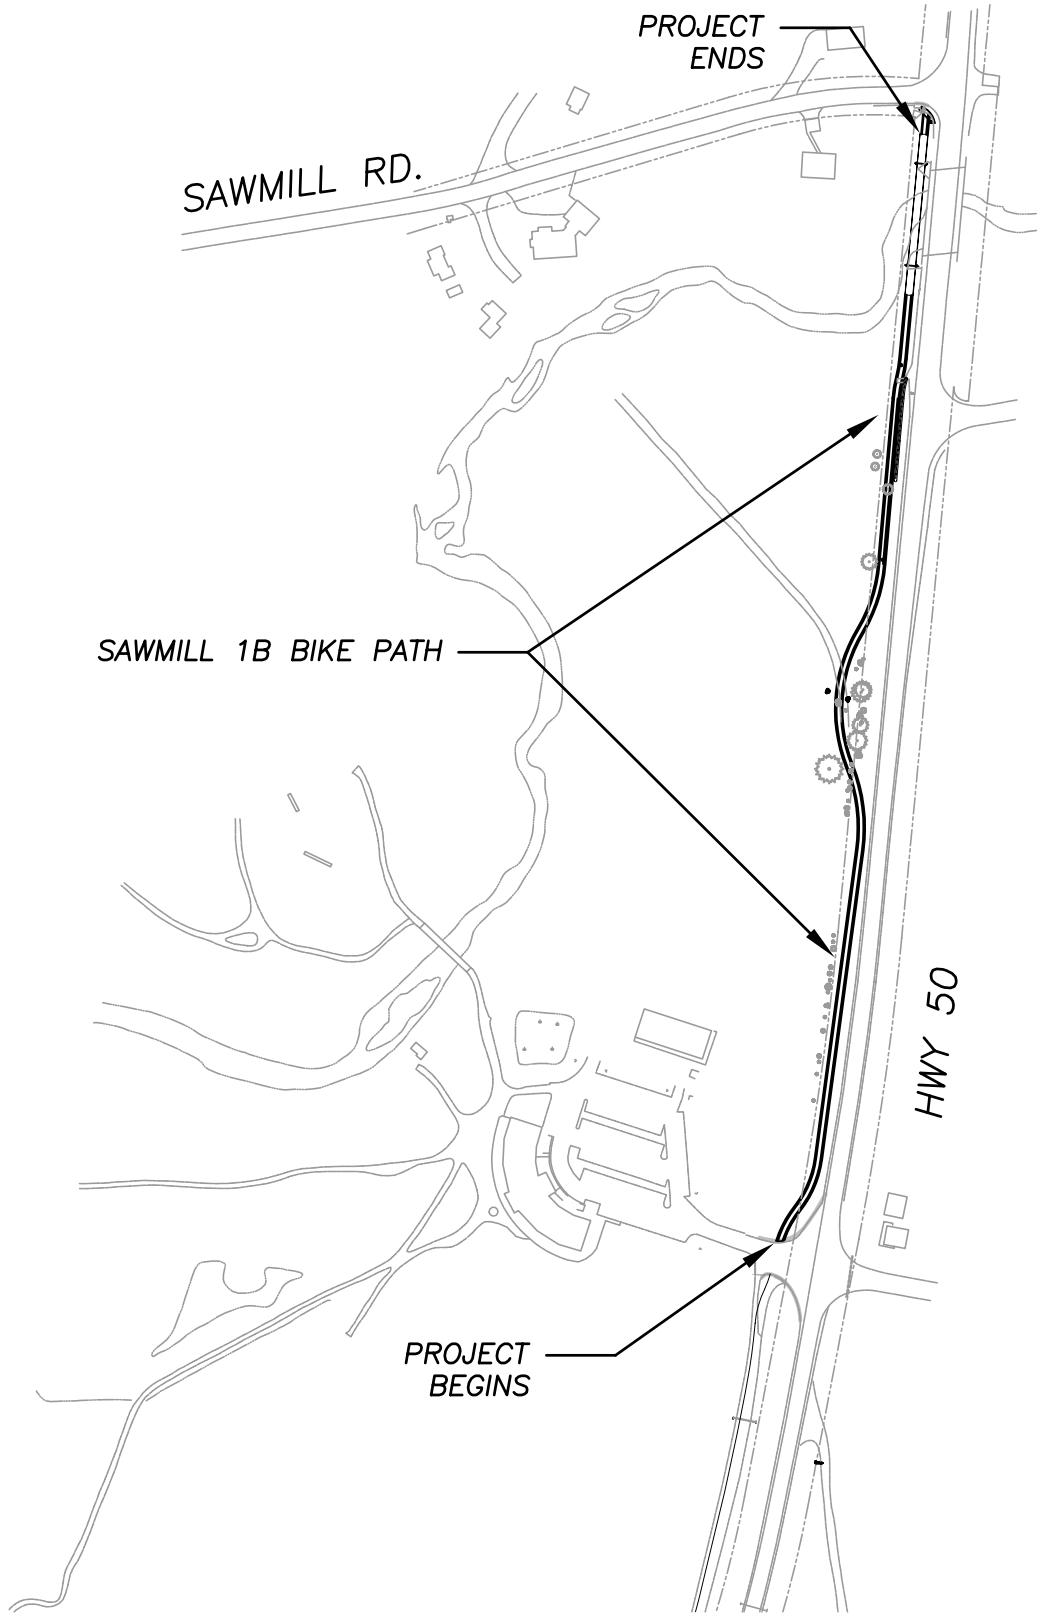 PROJECT
ENDS
SAWMILL RD.
SAWMILL 1B BIKE PATH
HWY 50
PROJECT
BEGINS